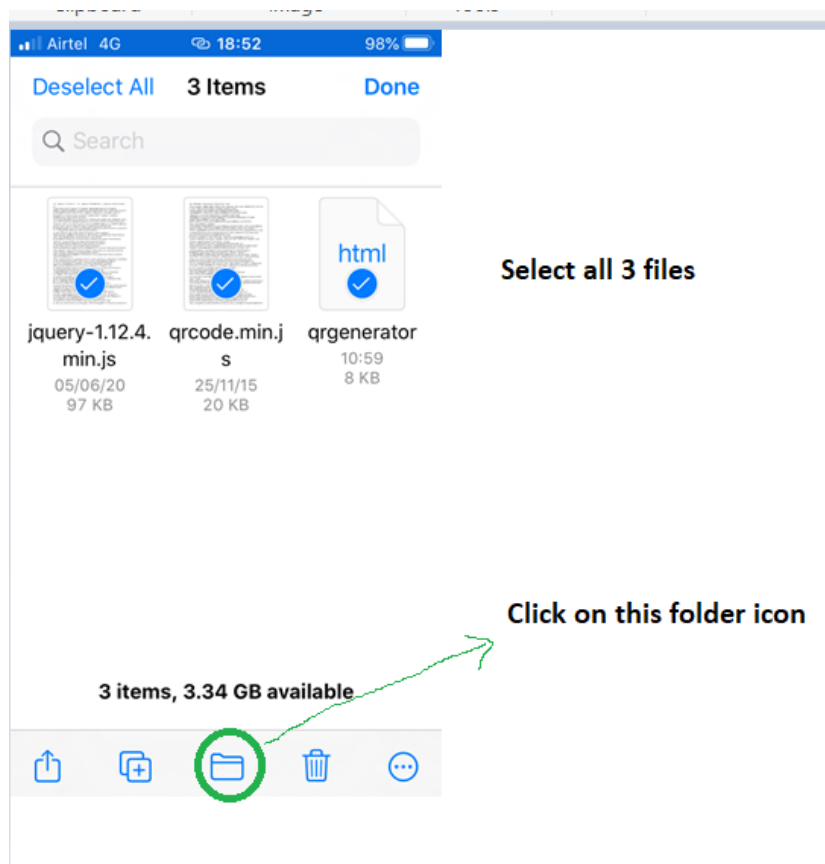 Airtel 4G 18:52 98%
Deselect All 3 Items Done
Search
html
jquery-1.12.4.
min.js
05/06/20
97 KB
qrcode.min.j
s
25/11/15
20 KB
qrgenerator
10:59
8 KB
Select all 3 files
Click on this folder icon
3 items, 3.34 GB available